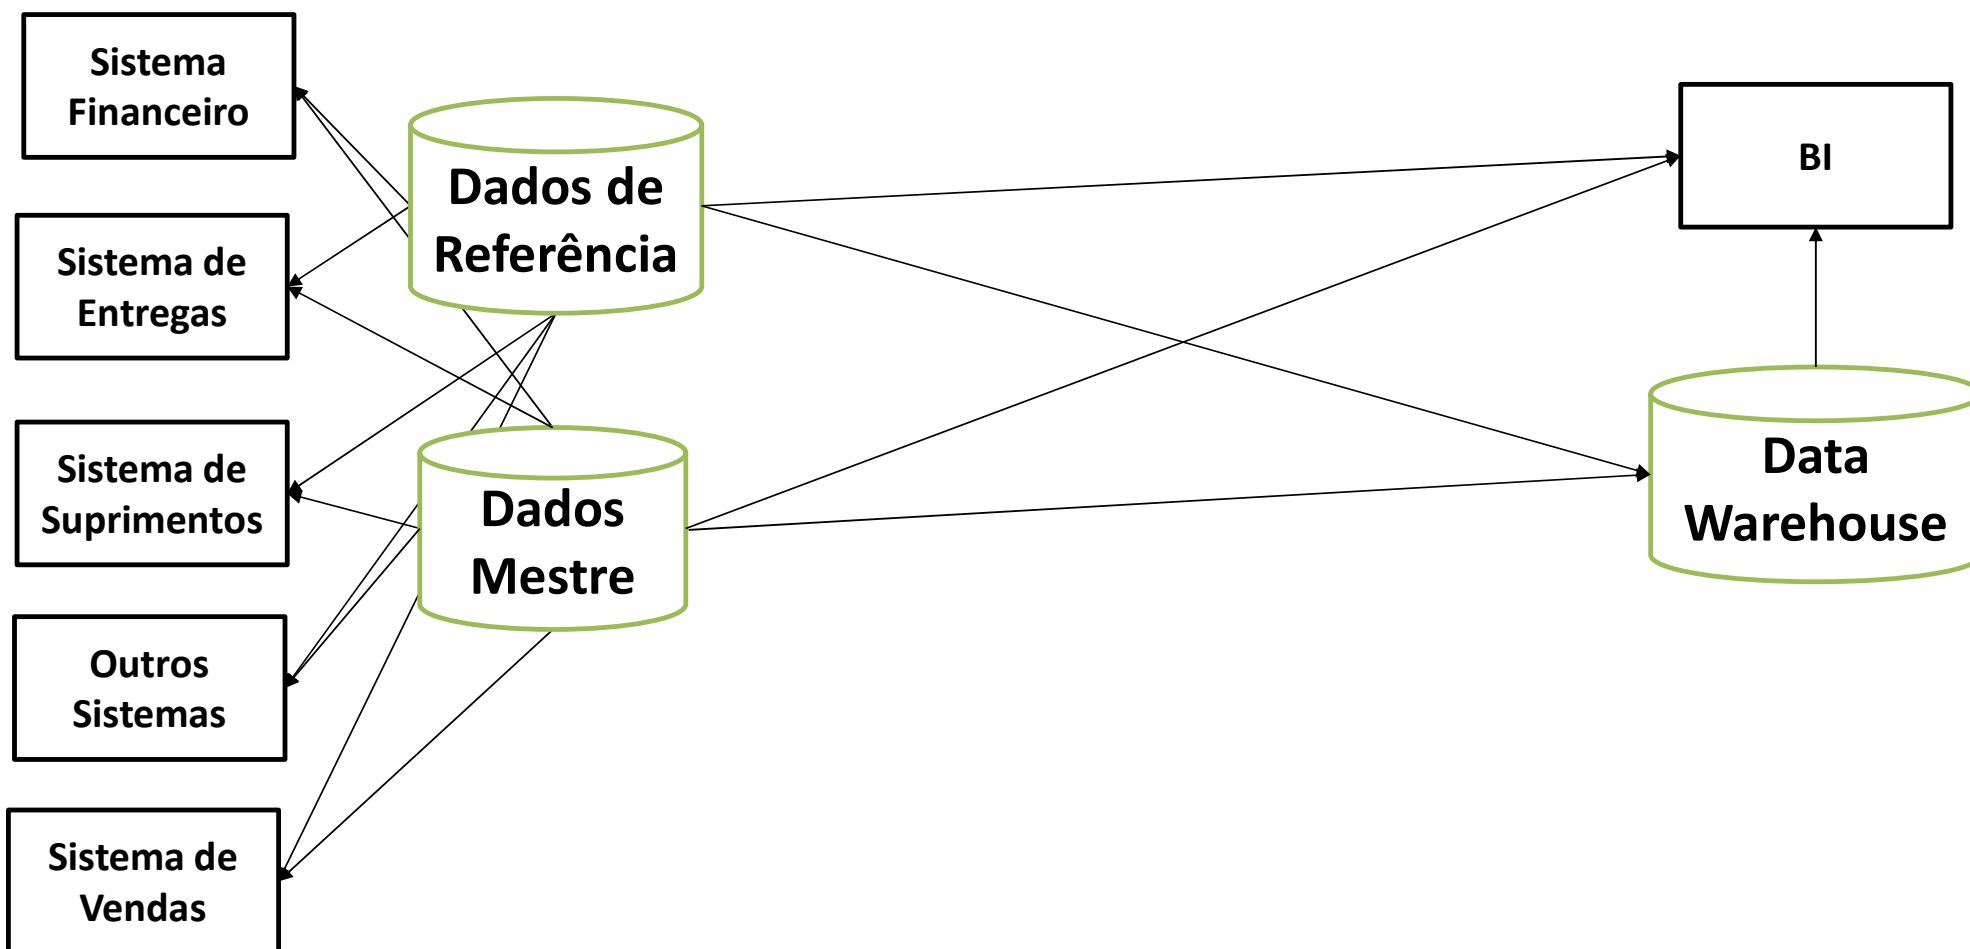 Sistema
Financeiro
Sistema de
Entregas
Sistema de
Suprimentos
Outros
Sistemas
Sistema de
Vendas
Dados de
Referência
Dados
Mestre
BI
Data
Warehouse